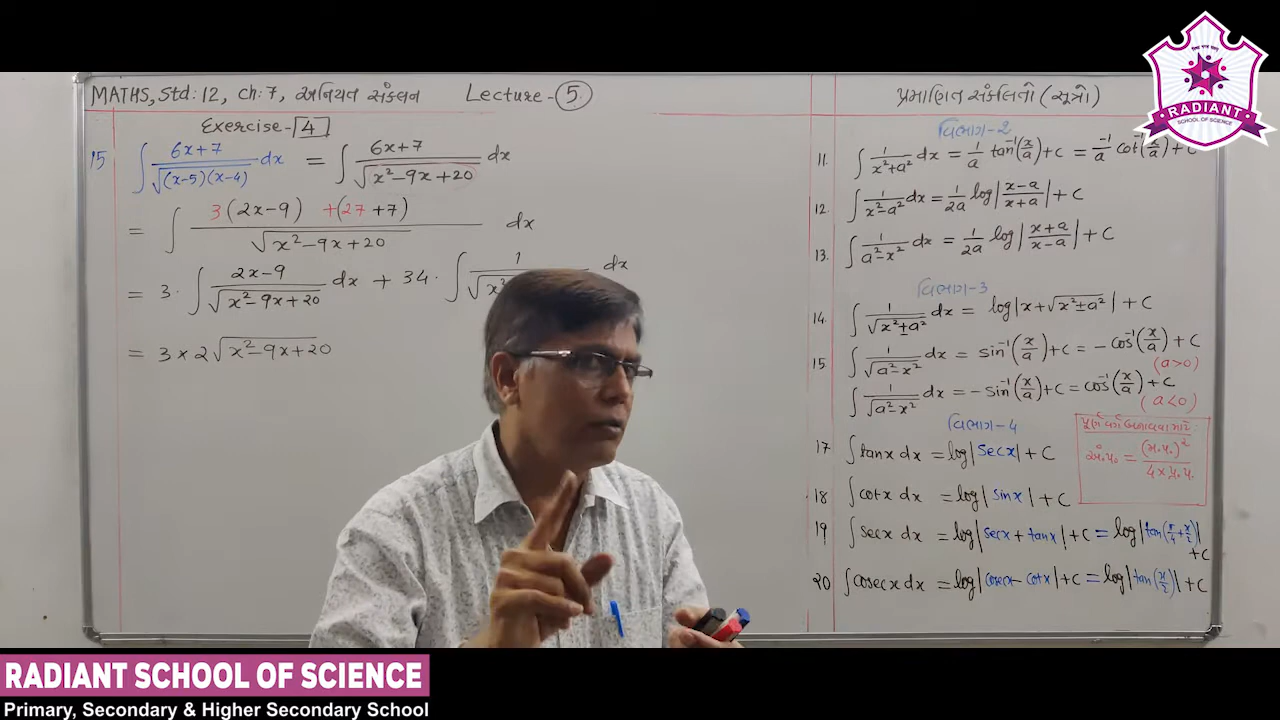 MATHS, Std: 12, ch: 7, અનિયત સંકલન Lecture - 5
Exercise - 4
15 ∫ 6x+7 / √(x-5)(x-4) dx = ∫ 6x+7 / √x²-9x+20 dx
= ∫ 3(2x-9) +(27+7) / √x²-9x+20 dx
= 3. ∫ 2x-9 / √x²-9x+20 dx + 34. ∫ 1 / √x² dx
= 3×2√x²-9x+20
પ્રમાણિત સંકલિતો (સૂત્રો)
વિભાગ-2
11. ∫ 1/x²+a² dx = 1/a tan⁻¹(x/a)+c = -1/a cot⁻¹(x/a)+c
12. ∫ 1/x²-a² dx = 1/2a log|x-a/x+a|+c
13. ∫ 1/a²-x² dx = 1/2a log|x+a/x-a|+c
વિભાગ-3
14. ∫ 1/√x²±a² dx = log|x+√x²±a²|+c
15 ∫ 1/√a²-x² dx = sin⁻¹(x/a)+c = -cos⁻¹(x/a)+c
(a>0)
∫ 1/√a²-x² dx = -sin⁻¹(x/a)+c = cos⁻¹(x/a)+c
(a<0)
વિભાગ-4
પૂર્ણવર્ગ બનાવવા માટે:
અં.પ. = (મ.પ.)² / 4×પ્ર.પ.
17 ∫tanx dx = log|secx|+c
18 ∫cotx dx = log|sinx|+c
19 ∫secx dx = log|secx+tanx|+c = log|tan(π/4+x/2)|+c
20 ∫cosecx dx = log|cosecx-cotx|+c = log|tan(x/2)|+c
RADIANT
SCHOOL OF SCIENCE
RADIANT SCHOOL OF SCIENCE
Primary, Secondary & Higher Secondary School